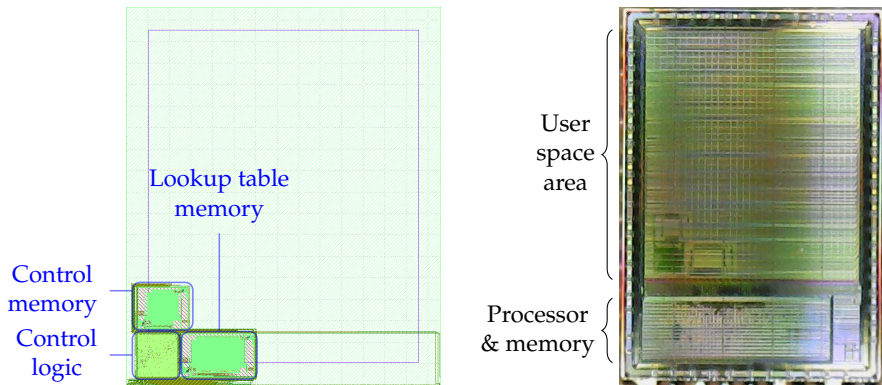 Lookup table
memory
Control
memory
Control
logic
User
space
area
Processor
& memory